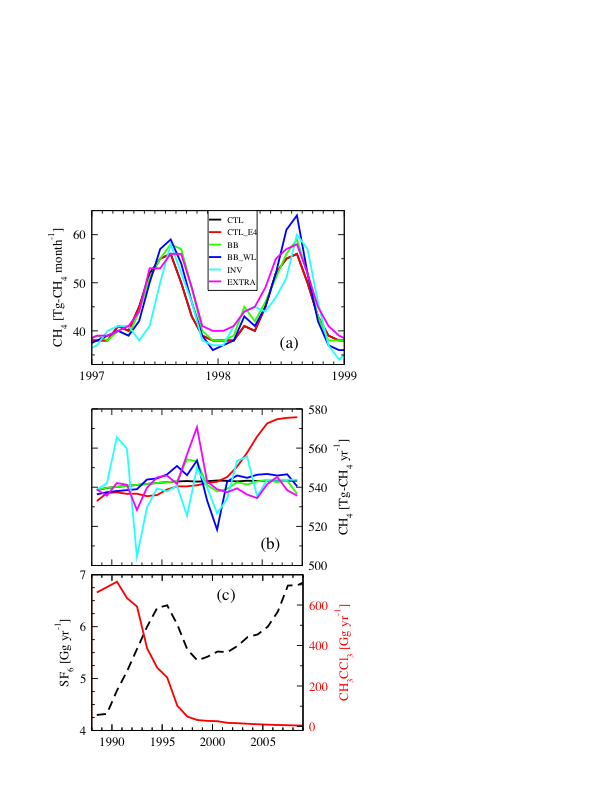 CH4 [Tg-CH4 month-1]
60
50
40
CTL
CTL_E4
BB
BB_WL
INV
EXTRA
(a)
1997 1998 1999
580
560
540
520
500
CH4 [Tg-CH4 yr-1]
(b)
SF6 [Gg yr-1]
7
6
5
4
(c)
600
400
200
0
CH3CCl3 [Gg yr-1]
1990 1995 2000 2005